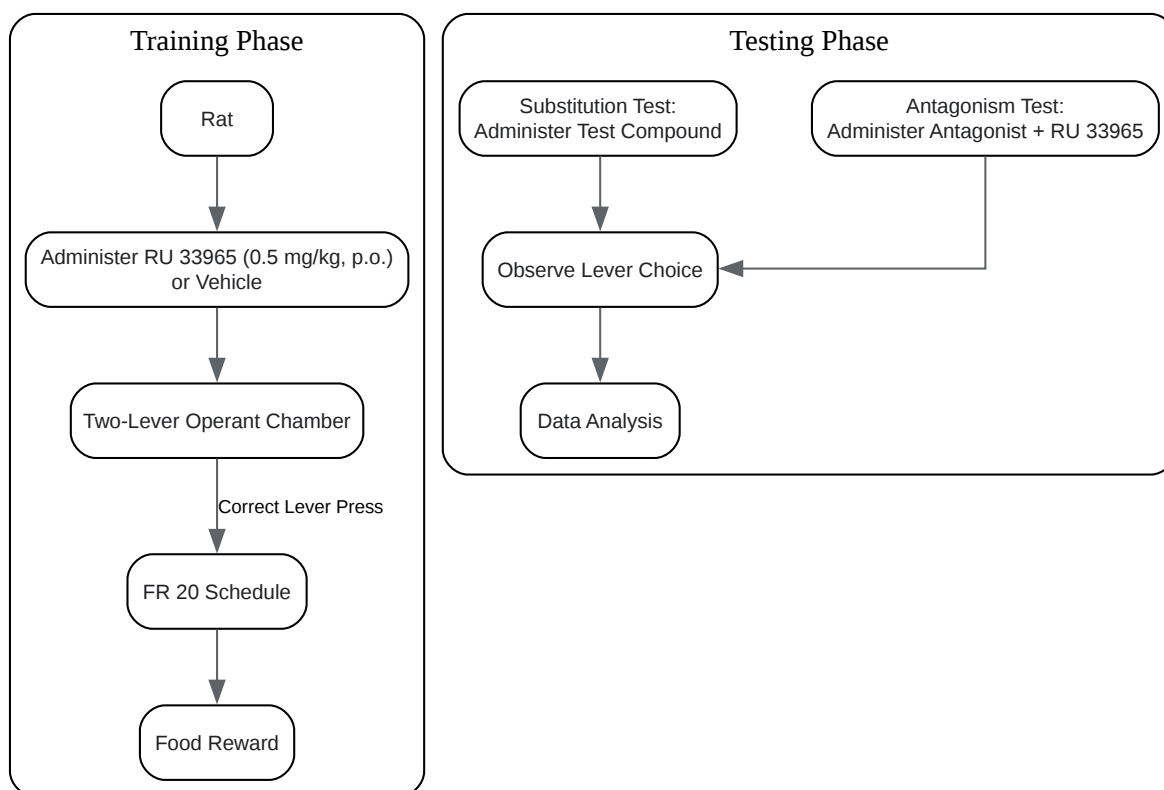 Training Phase
Rat
Administer RU 33965 (0.5 mg/kg, p.o.)
or Vehicle
Two-Lever Operant Chamber
Correct Lever Press
FR 20 Schedule
Food Reward
Testing Phase
Substitution Test:
Administer Test Compound
Antagonism Test:
Administer Antagonist + RU 33965
Observe Lever Choice
Data Analysis